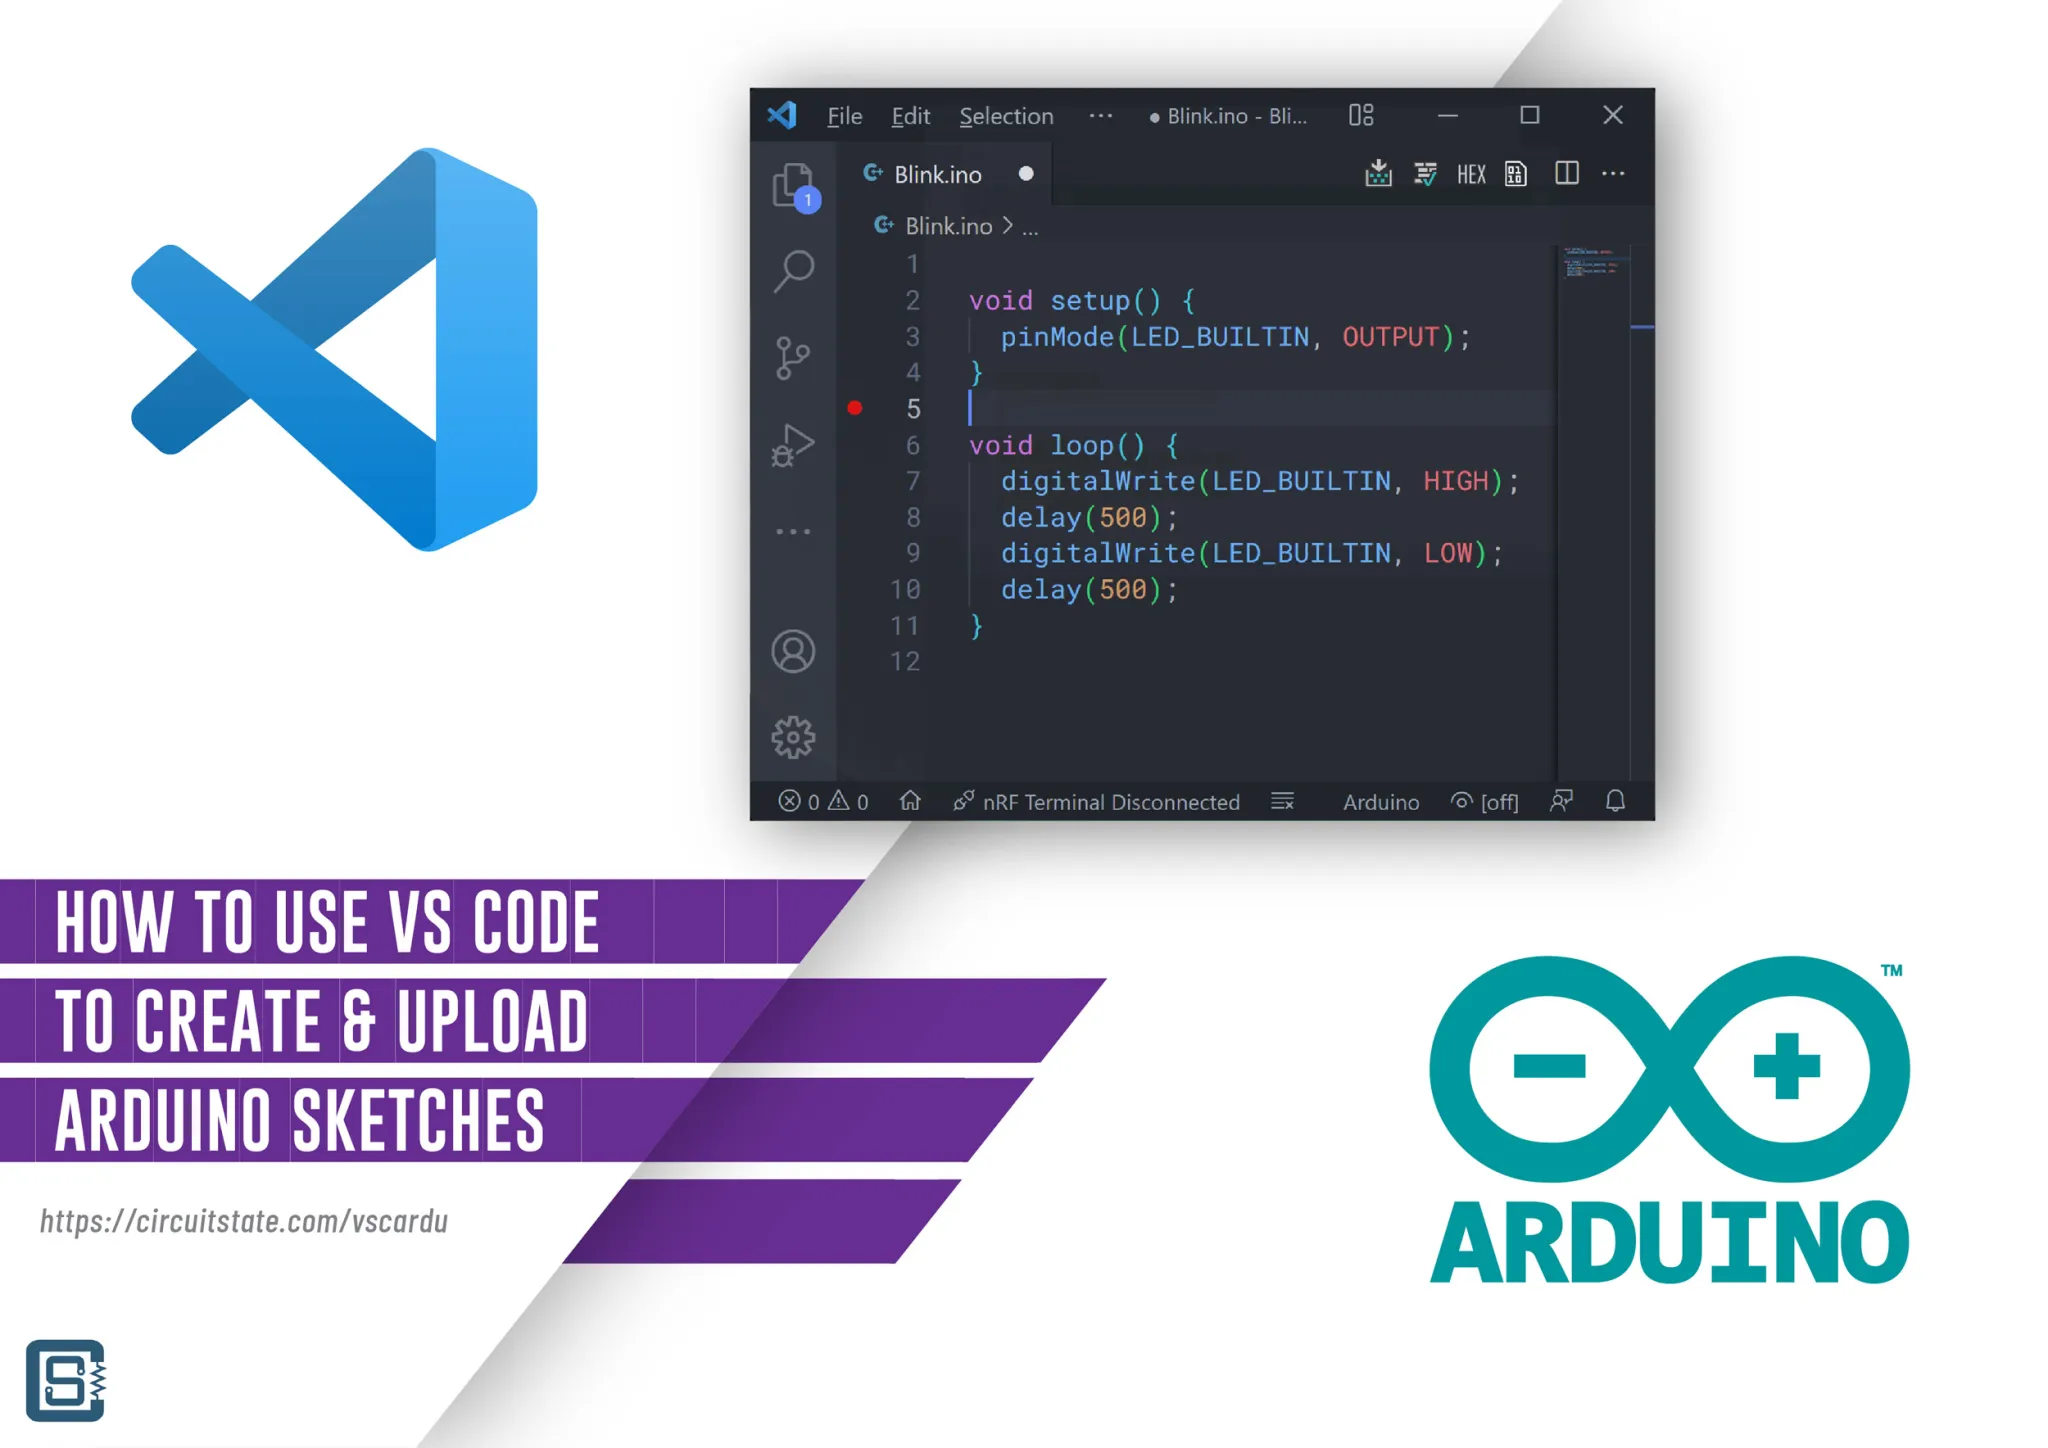 File Edit Selection ··· ● Blink.ino - Bli...
Blink.ino ●
HEX
1
Blink.ino > ...
1
2 void setup() {
3 pinMode(LED_BUILTIN, OUTPUT);
4 }
5
6 void loop() {
7 digitalWrite(LED_BUILTIN, HIGH);
8 delay(500);
9 digitalWrite(LED_BUILTIN, LOW);
10 delay(500);
11 }
12
0 0 nRF Terminal Disconnected Arduino [off]
HOW TO USE VS CODE
TO CREATE & UPLOAD
ARDUINO SKETCHES
https://circuitstate.com/vscardu
TM
ARDUINO